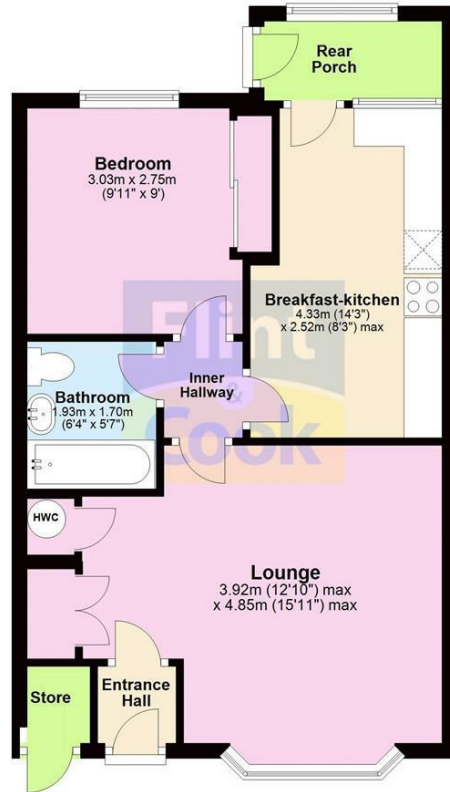 Rear
Porch
Bedroom
3.03m x 2.75m
(9'11" x 9')
Breakfast-kitchen
4.33m (14'3")
x 2.52m (8'3") max
Flint
&
Cook
Inner
Hallway
Bathroom
1.93m x 1.70m
(6'4" x 5'7")
HWC
Lounge
3.92m (12'10") max
x 4.85m (15'11") max
Entrance
Hall
Store